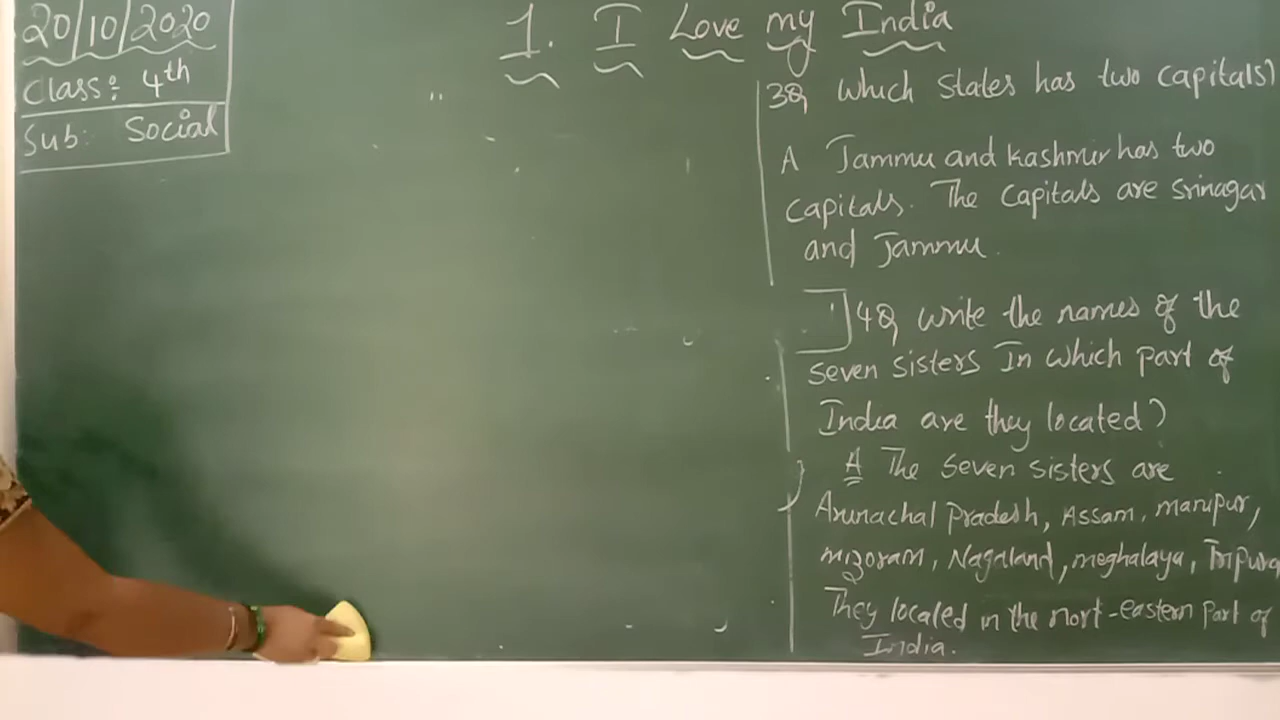 20/10/2020
Class: 4th
Sub: Social
1. I Love my India
3Q Which states has two capitals?
A Jammu and Kashmir has two
capitals. The capitals are Srinagar
and Jammu.
4Q write the names of the
seven sisters In which part of
India are they located?
A The seven sisters are
Arunachal Pradesh, Assam, manipur,
mizoram, Nagaland, meghalaya, Tripura
They located in the nort-eastern part of
India.